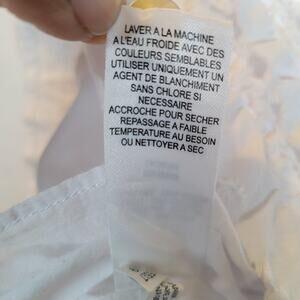 LAVER A LA MACHINE
A L'EAU FROIDE AVEC DES
COULEURS SEMBLABLES
UTILISER UNIQUEMENT UN
AGENT DE BLANCHIMENT
SANS CHLORE SI
NECESSAIRE
ACCROCHE POUR SECHER
REPASSAGE A FAIBLE
TEMPERATURE AU BESOIN
OU NETTOYER A SEC